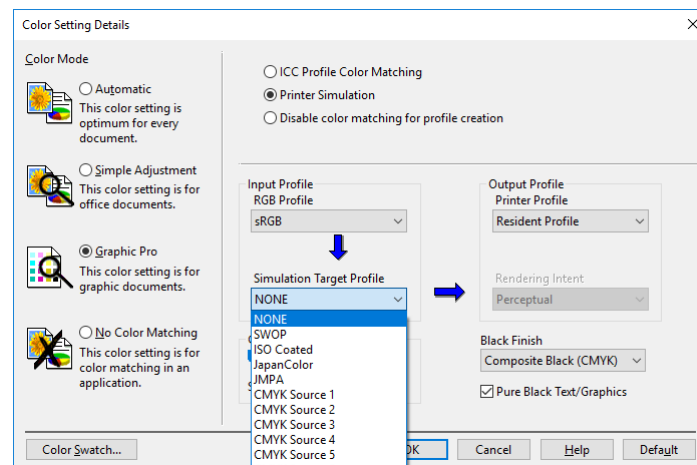 Color Setting Details
Color Mode
Automatic
This color setting is
optimum for every
document.
Simple Adjustment
This color setting is for
office documents.
Graphic Pro
This color setting is for
graphic documents.
No Color Matching
This color setting is for
color matching in an
application.
ICC Profile Color Matching
Printer Simulation
Disable color matching for profile creation
Input Profile
RGB Profile
sRGB
Simulation Target Profile
NONE
NONE
SWOP
ISO Coated
JapanColor
JMPA
CMYK Source 1
CMYK Source 2
CMYK Source 3
CMYK Source 4
CMYK Source 5
Output Profile
Printer Profile
Resident Profile
Rendering Intent
Perceptual
Black Finish
Composite Black (CMYK)
Pure Black Text/Graphics
Color Swatch...
Cancel
Help
Default